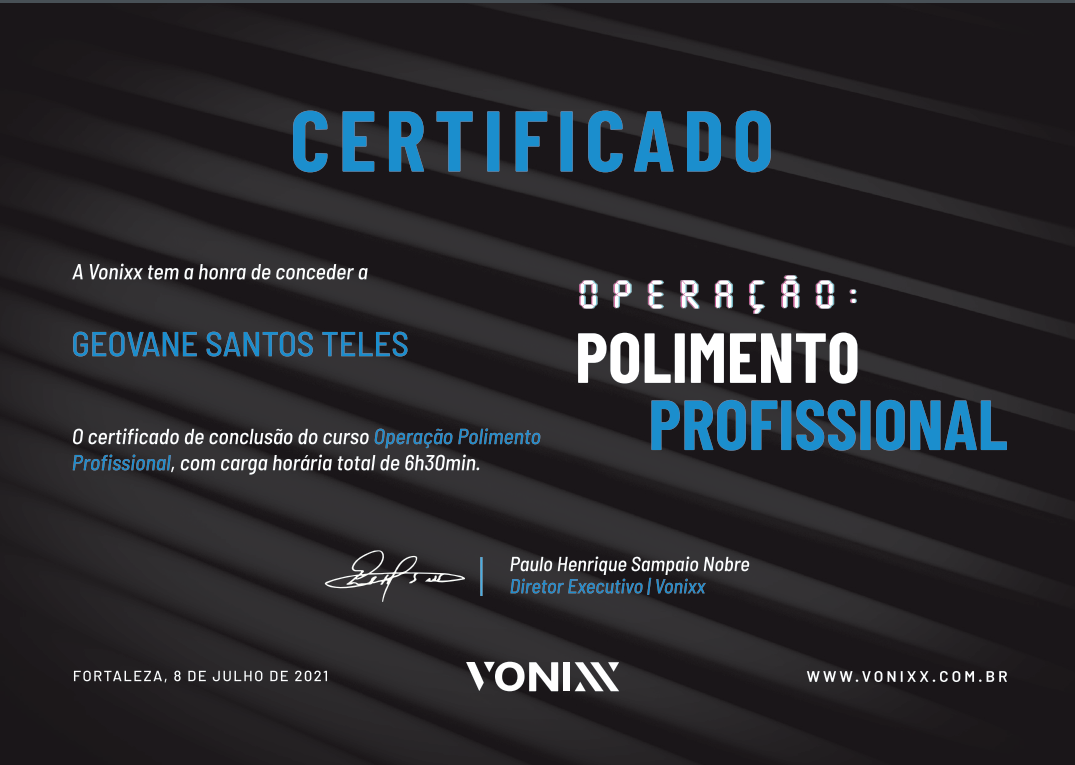 CERTIFICADO
A Vonixx tem a honra de conceder a
GEOVANE SANTOS TELES
O certificado de conclusão do curso Operação Polimento
Profissional, com carga horária total de 6h30min.
OPERAÇÃO:
POLIMENTO
PROFISSIONAL
Paulo Henrique Sampaio Nobre
Diretor Executivo | Vonixx
FORTALEZA, 8 DE JULHO DE 2021
VONIXX
WWW.VONIXX.COM.BR